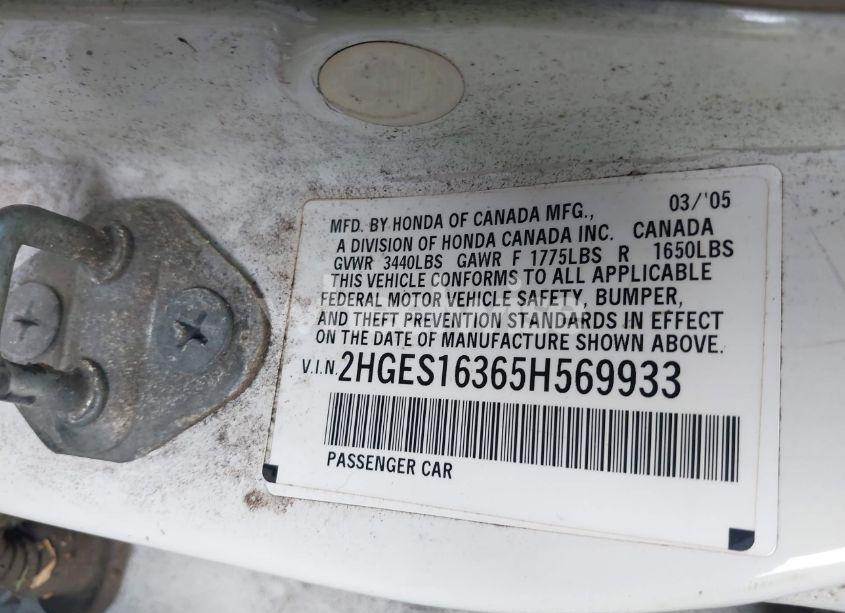 03/'05
MFD. BY HONDA OF CANADA MFG.,
A DIVISION OF HONDA CANADA INC. CANADA
GVWR 3440LBS GAWR F 1775LBS R 1650LBS
THIS VEHICLE CONFORMS TO ALL APPLICABLE
FEDERAL MOTOR VEHICLE SAFETY, BUMPER,
AND THEFT PREVENTION STANDARDS IN EFFECT
ON THE DATE OF MANUFACTURE SHOWN ABOVE.
V.I.N. 2HGES16365H569933
PASSENGER CAR